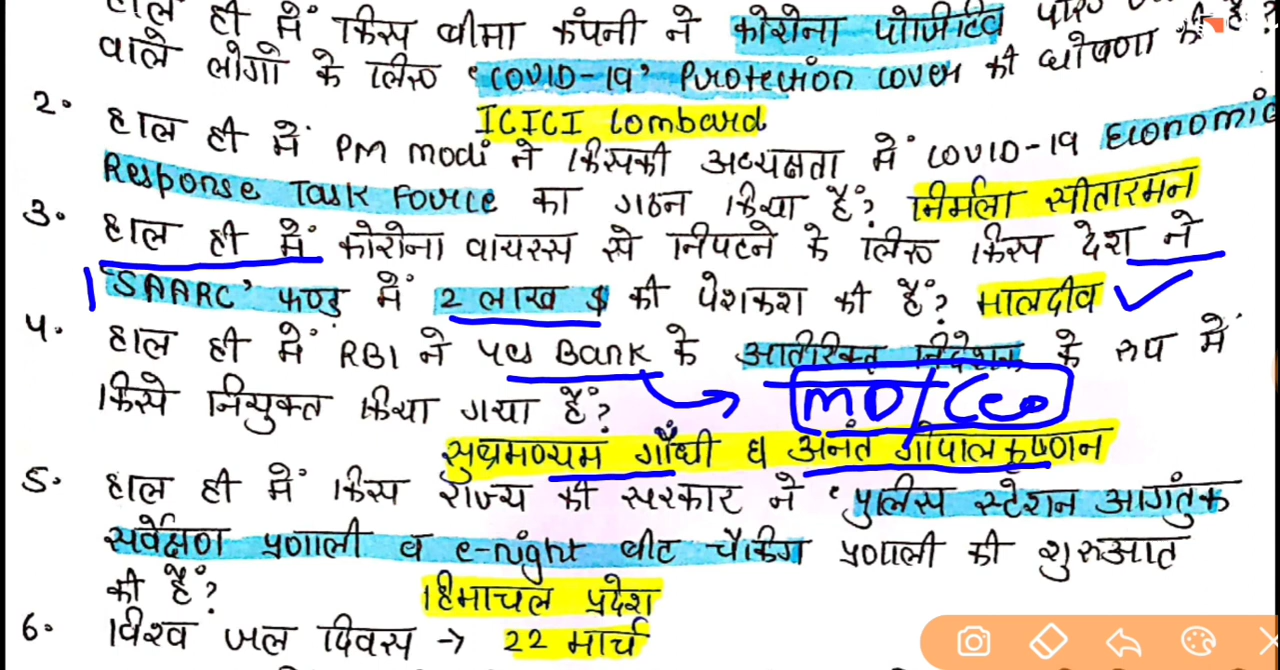 हाल ही में किस बीमा कंपनी ने कोरोना पोजिटिव पाए
वाले लोगो के लिए 'COVID-19' Protection cover की घोषणा की है?
ICICI Lombard
2. हाल ही में PM modi ने किसकी अध्यक्षता में COVID-19 Economic
Response Task Force का गठन किया है? निर्मला सीतारमन
3. हाल ही में कोरोना वायरस से निपटने के लिए किस देश ने
'SAARC' फण्ड में 2 लाख $ की पेशकश की है? मालदीव
4. हाल ही में RBI ने Yes Bank के अतिरिक्त निदेशक के रूप में
किसे नियुक्त किया गया है? MD/CEO
सुब्रमण्यम गाँधी व अनंत गोपालकृष्णन
5. हाल ही में किस राज्य की सरकार ने 'पुलिस स्टेशन आगंतुक
सर्वेक्षण प्रणाली व e-night बीट चैकिंग प्रणाली की शुरुआत
की है? हिमाचल प्रदेश
6. विश्व जल दिवस → 22 मार्च